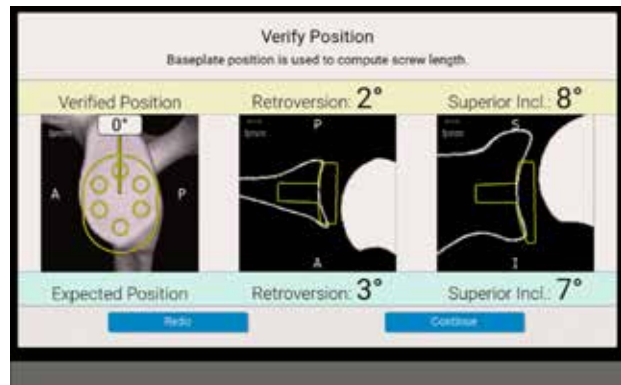 Verify Position
Baseplate position is used to compute screw length.
Verified Position Retroversion: 2° Superior Incl.: 8°
0°
A P
P
A
S
I
Expected Position Retroversion: 3° Superior Incl.: 7°
Redo Continue